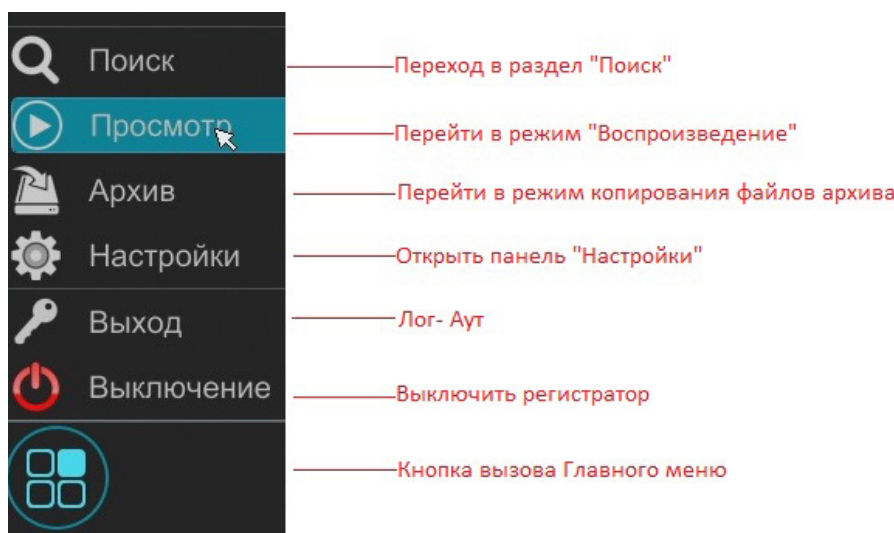 Поиск
Переход в раздел "Поиск"
Просмотр
Перейти в режим "Воспроизведение"
Архив
Перейти в режим копирования файлов архива
Настройки
Открыть панель "Настройки"
Выход
Лог- Аут
Выключение
Выключить регистратор
Кнопка вызова Главного меню